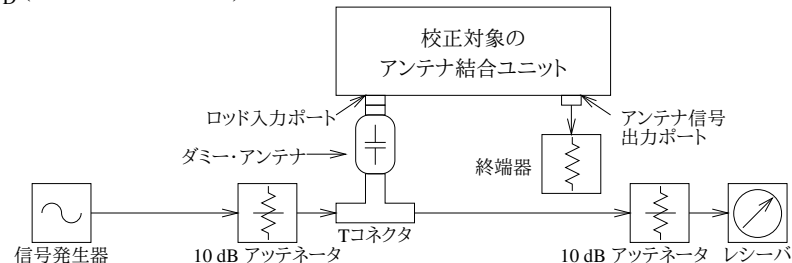 校正対象の
アンテナ結合ユニット
ロッド入力ポート
アンテナ信号
出力ポート
ダミー・アンテナ
終端器
Tコネクタ
信号発生器
10 dB アッテネータ
10 dB アッテネータ
レシーバ